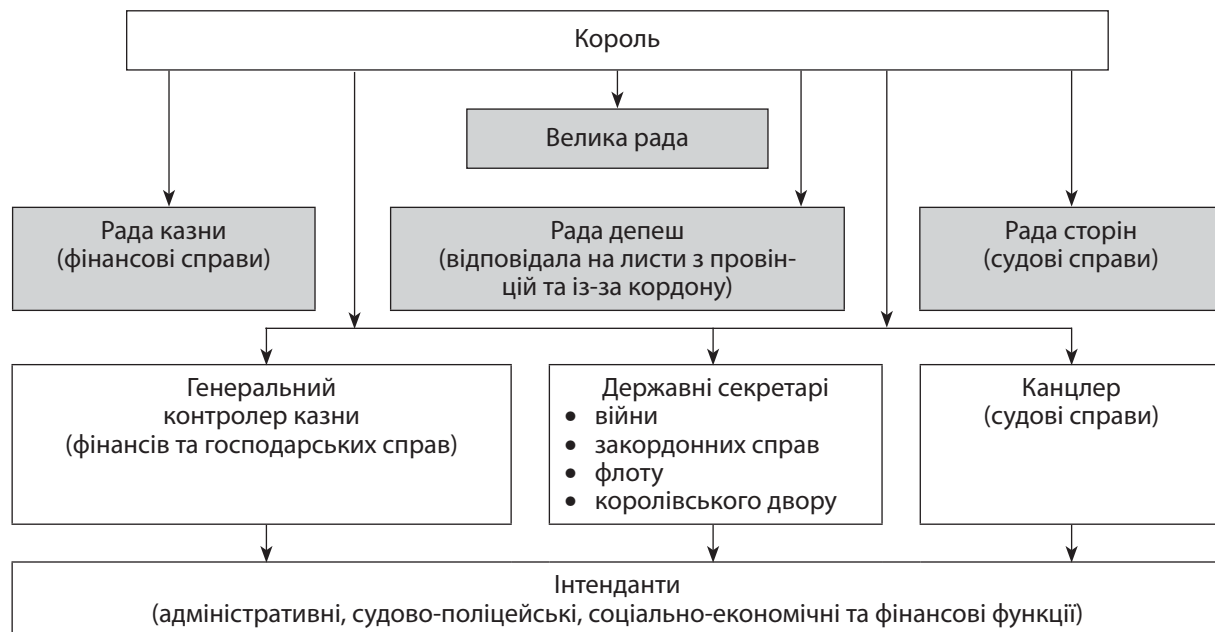 Король
Велика рада
Рада казни
(фінансові справи)
Рада депеш
(відповідала на листи з провін-
цій та із-за кордону)
Рада сторін
(судові справи)
Генеральний
контролер казни
(фінансів та господарських справ)
Державні секретарі
• війни
• закордонних справ
• флоту
• королівського двору
Канцлер
(судові справи)
Інтенданти
(адміністративні, судово-поліцейські, соціально-економічні та фінансові функції)